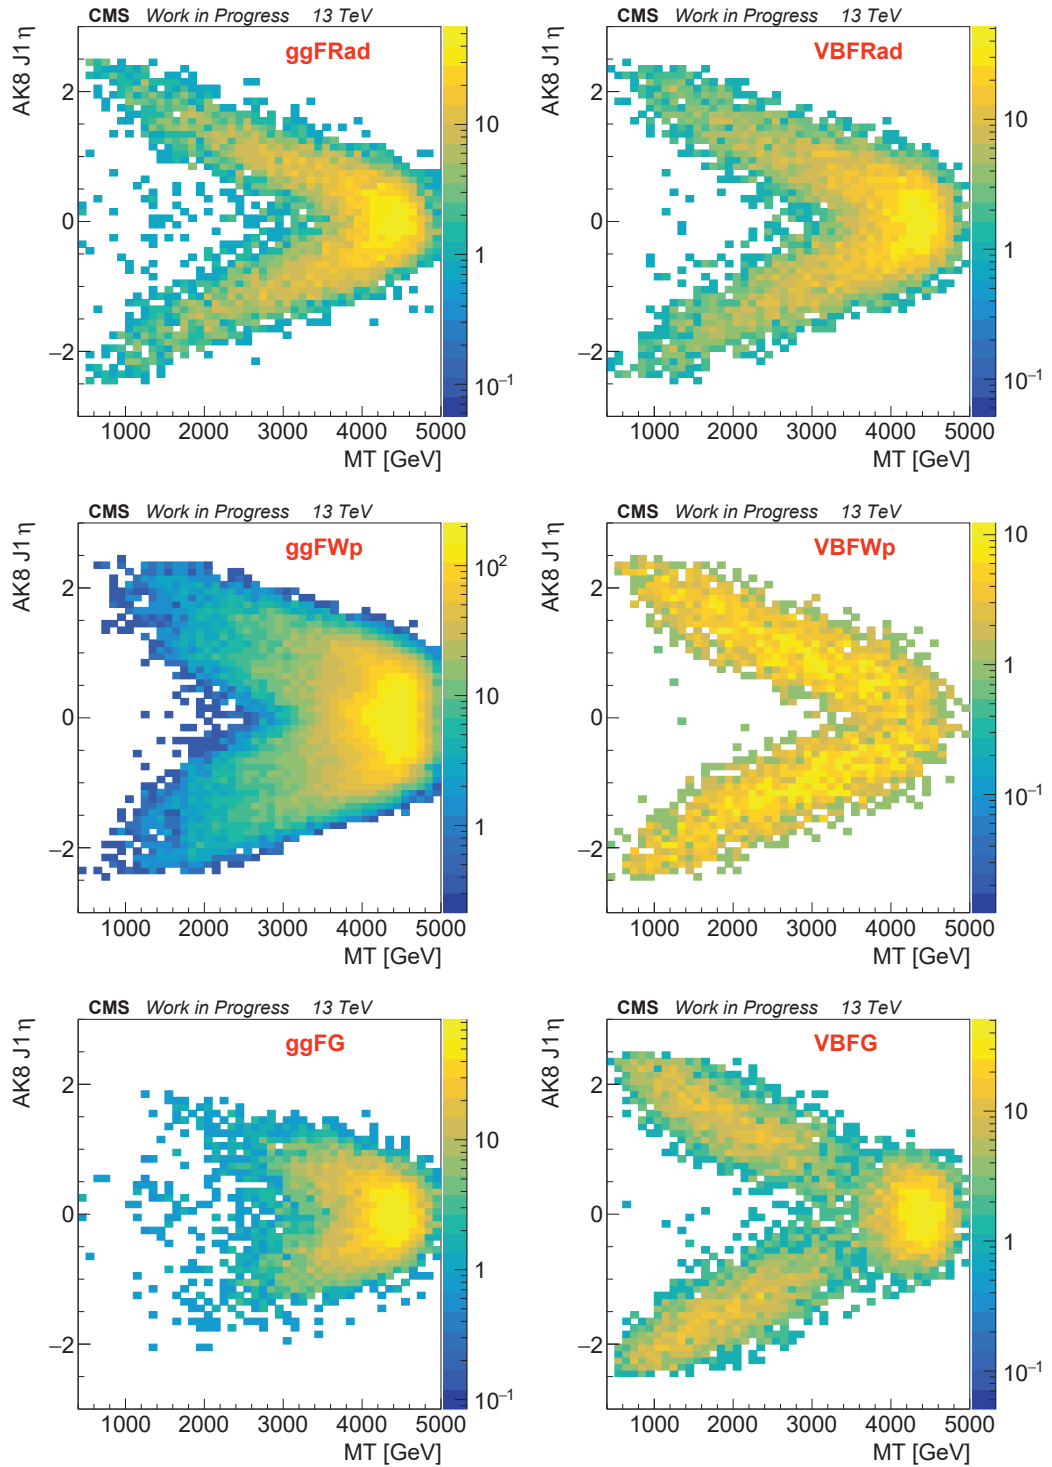 CMS Work in Progress 13 TeV
ggFRad
AK8 J1 η
2
0
−2
1000 2000 3000 4000 5000
MT [GeV]
10
1
10⁻¹
CMS Work in Progress 13 TeV
VBFRad
AK8 J1 η
2
0
−2
1000 2000 3000 4000 5000
MT [GeV]
10
1
10⁻¹
CMS Work in Progress 13 TeV
ggFWp
AK8 J1 η
2
0
−2
1000 2000 3000 4000 5000
MT [GeV]
10²
10
1
CMS Work in Progress 13 TeV
VBFWp
AK8 J1 η
2
0
−2
1000 2000 3000 4000 5000
MT [GeV]
10
1
10⁻¹
CMS Work in Progress 13 TeV
ggFG
AK8 J1 η
2
0
−2
1000 2000 3000 4000 5000
MT [GeV]
10
1
10⁻¹
CMS Work in Progress 13 TeV
VBFG
AK8 J1 η
2
0
−2
1000 2000 3000 4000 5000
MT [GeV]
10
1
10⁻¹